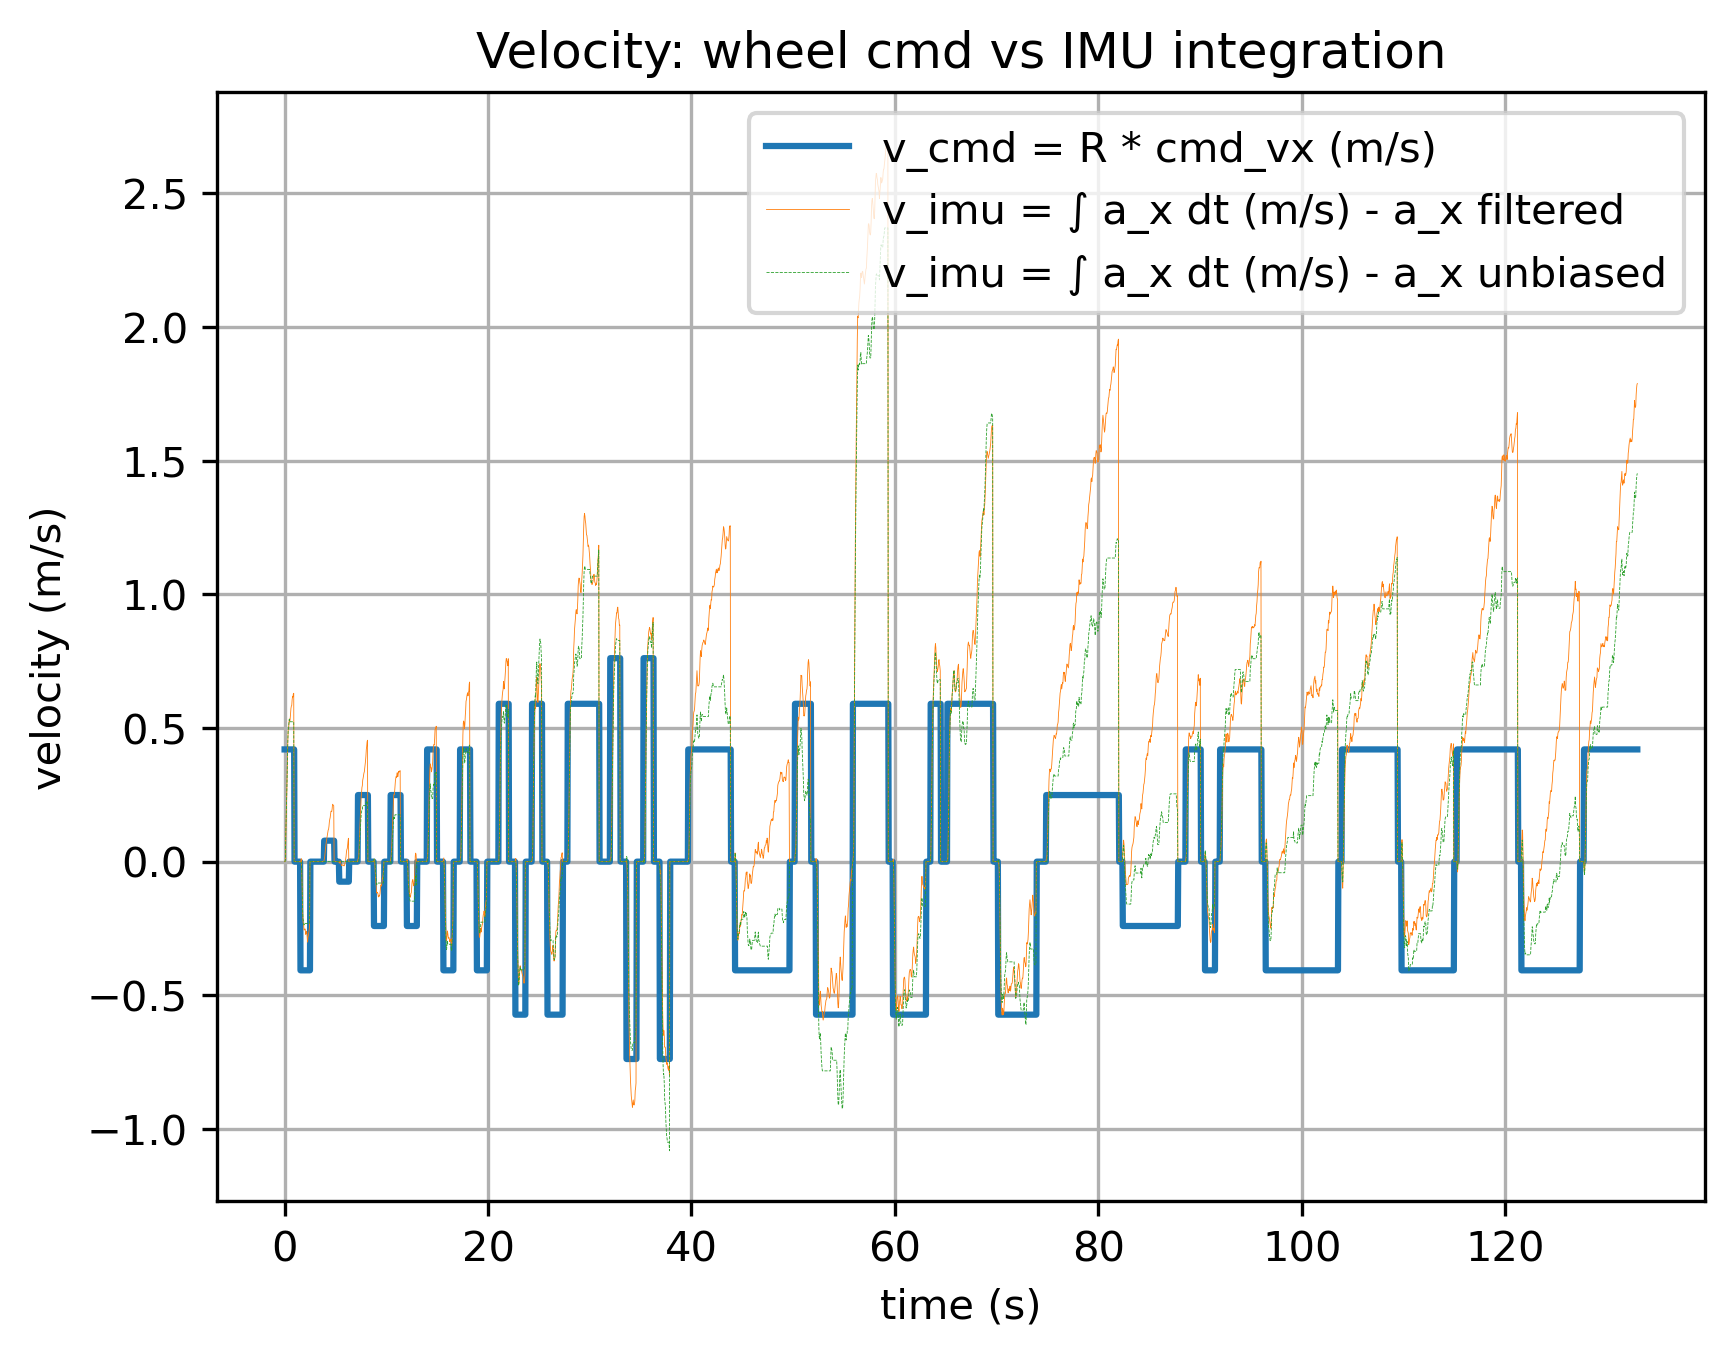 Velocity: wheel cmd vs IMU integration
v_cmd = R * cmd_vx (m/s)
v_imu = ∫ a_x dt (m/s) - a_x filtered
v_imu = ∫ a_x dt (m/s) - a_x unbiased
velocity (m/s)
2.5
2.0
1.5
1.0
0.5
0.0
−0.5
−1.0
0 20 40 60 80 100 120
time (s)